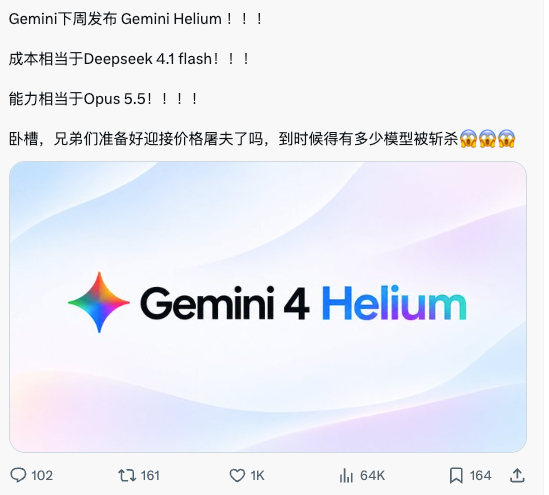 Gemini下周发布 Gemini Helium！！！
成本相当于Deepseek 4.1 flash！！！
能力相当于Opus 5.5！！！！
卧槽，兄弟们准备好迎接价格屠夫了吗，到时候得有多少模型被斩杀😱😱😱
Gemini 4 Helium
102 161 1K 64K 164